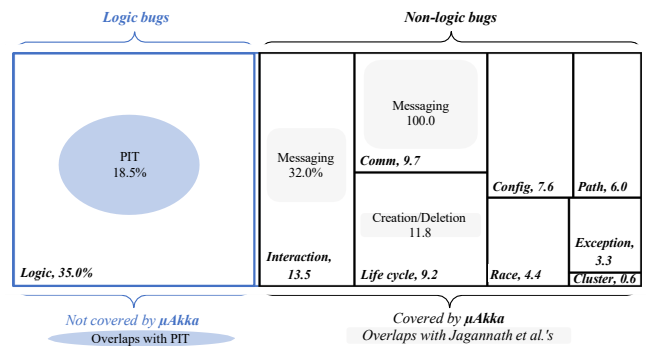 Logic bugs
Non-logic bugs
PIT
18.5%
Logic, 35.0%
Messaging
32.0%
Interaction,
13.5
Messaging
100.0
Comm, 9.7
Creation/Deletion
11.8
Life cycle, 9.2
Config, 7.6
Path, 6.0
Race, 4.4
Exception,
3.3
Cluster, 0.6
Not covered by μAkka
Overlaps with PIT
Covered by μAkka
Overlaps with Jagannath et al.'s